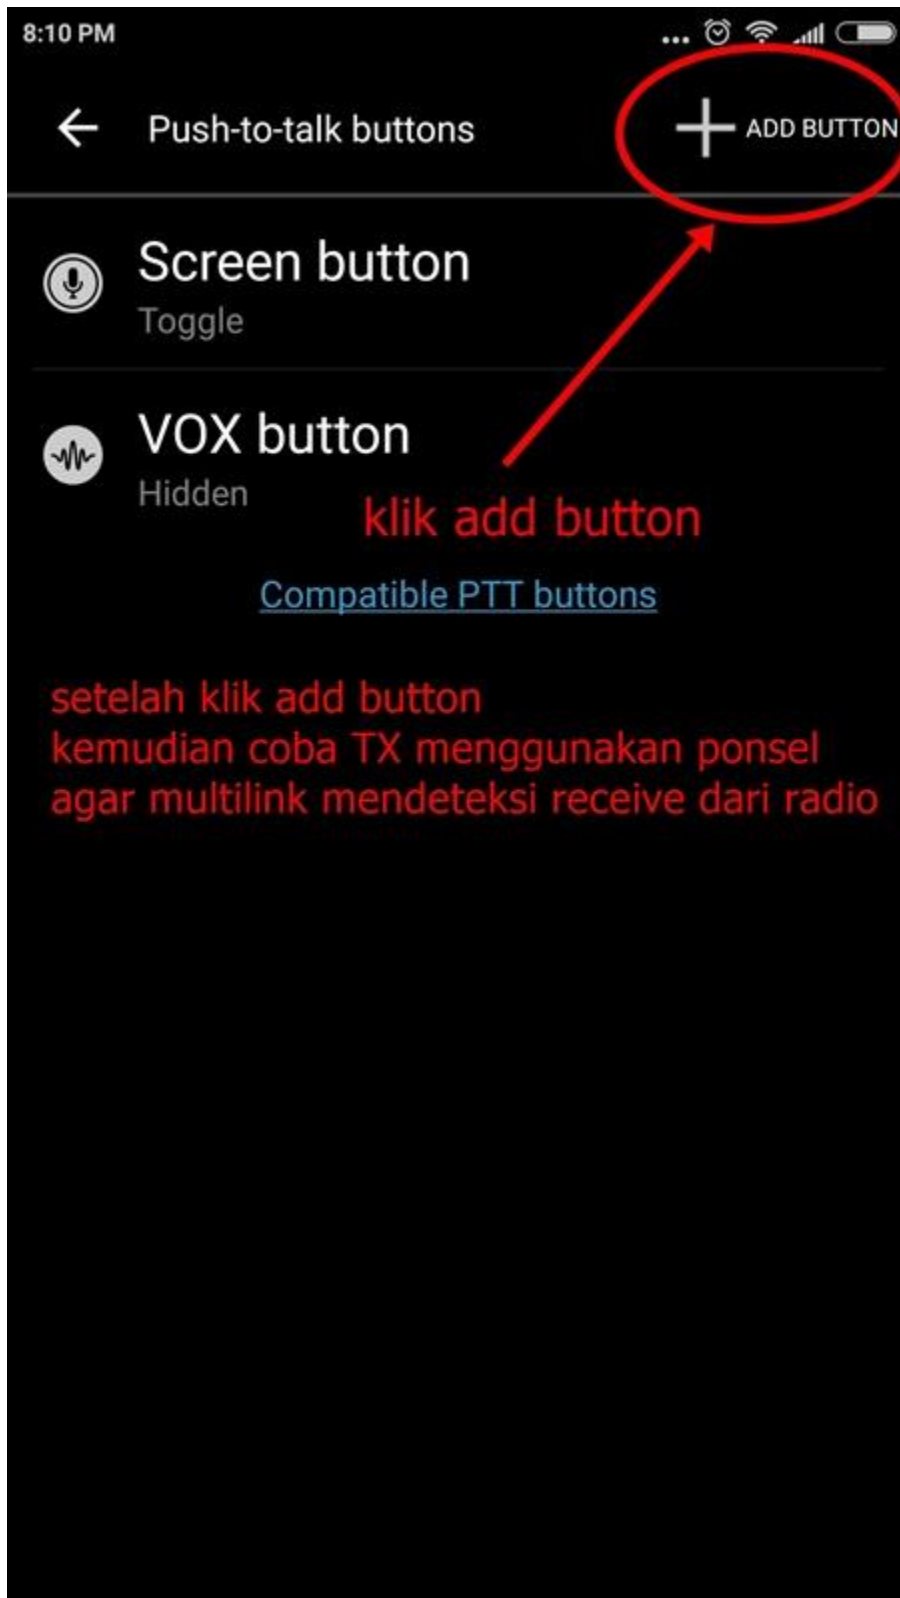 8:10 PM
Push-to-talk buttons
ADD BUTTON
Screen button
Toggle
VOX button
Hidden
klik add button
Compatible PTT buttons
setelah klik add button
kemudian coba TX menggunakan ponsel
agar multilink mendeteksi receive dari radio